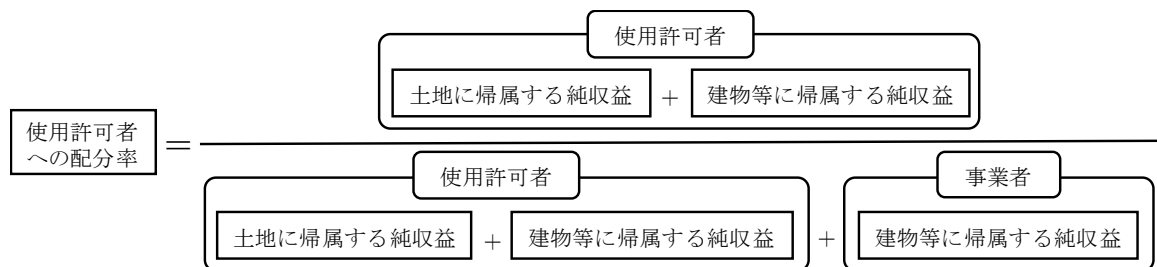 使用許可者
土地に帰属する純収益 + 建物等に帰属する純収益
使用許可者
への配分率
=
使用許可者 事業者
土地に帰属する純収益 + 建物等に帰属する純収益 + 建物等に帰属する純収益